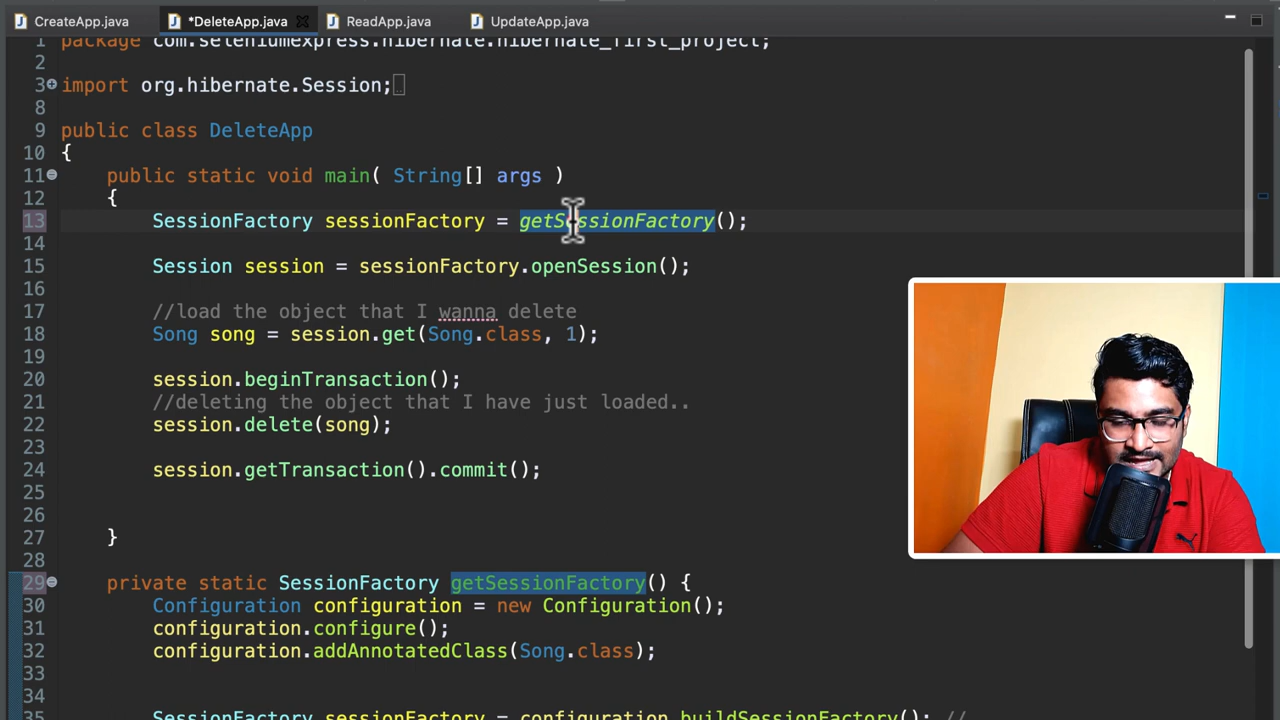 CreateApp.java *DeleteApp.java ReadApp.java UpdateApp.java
1 package com.seleniumexpress.hibernate.hibernate_first_project;
2
3 import org.hibernate.Session;
8
9 public class DeleteApp
10 {
11 public static void main( String[] args )
12 {
13 SessionFactory sessionFactory = getSessionFactory();
14
15 Session session = sessionFactory.openSession();
16
17 //load the object that I wanna delete
18 Song song = session.get(Song.class, 1);
19
20 session.beginTransaction();
21 //deleting the object that I have just loaded..
22 session.delete(song);
23
24 session.getTransaction().commit();
25
26
27 }
28
29 private static SessionFactory getSessionFactory() {
30 Configuration configuration = new Configuration();
31 configuration.configure();
32 configuration.addAnnotatedClass(Song.class);
33
34
35 SessionFactory sessionFactory = configuration.buildSessionFactory(); //